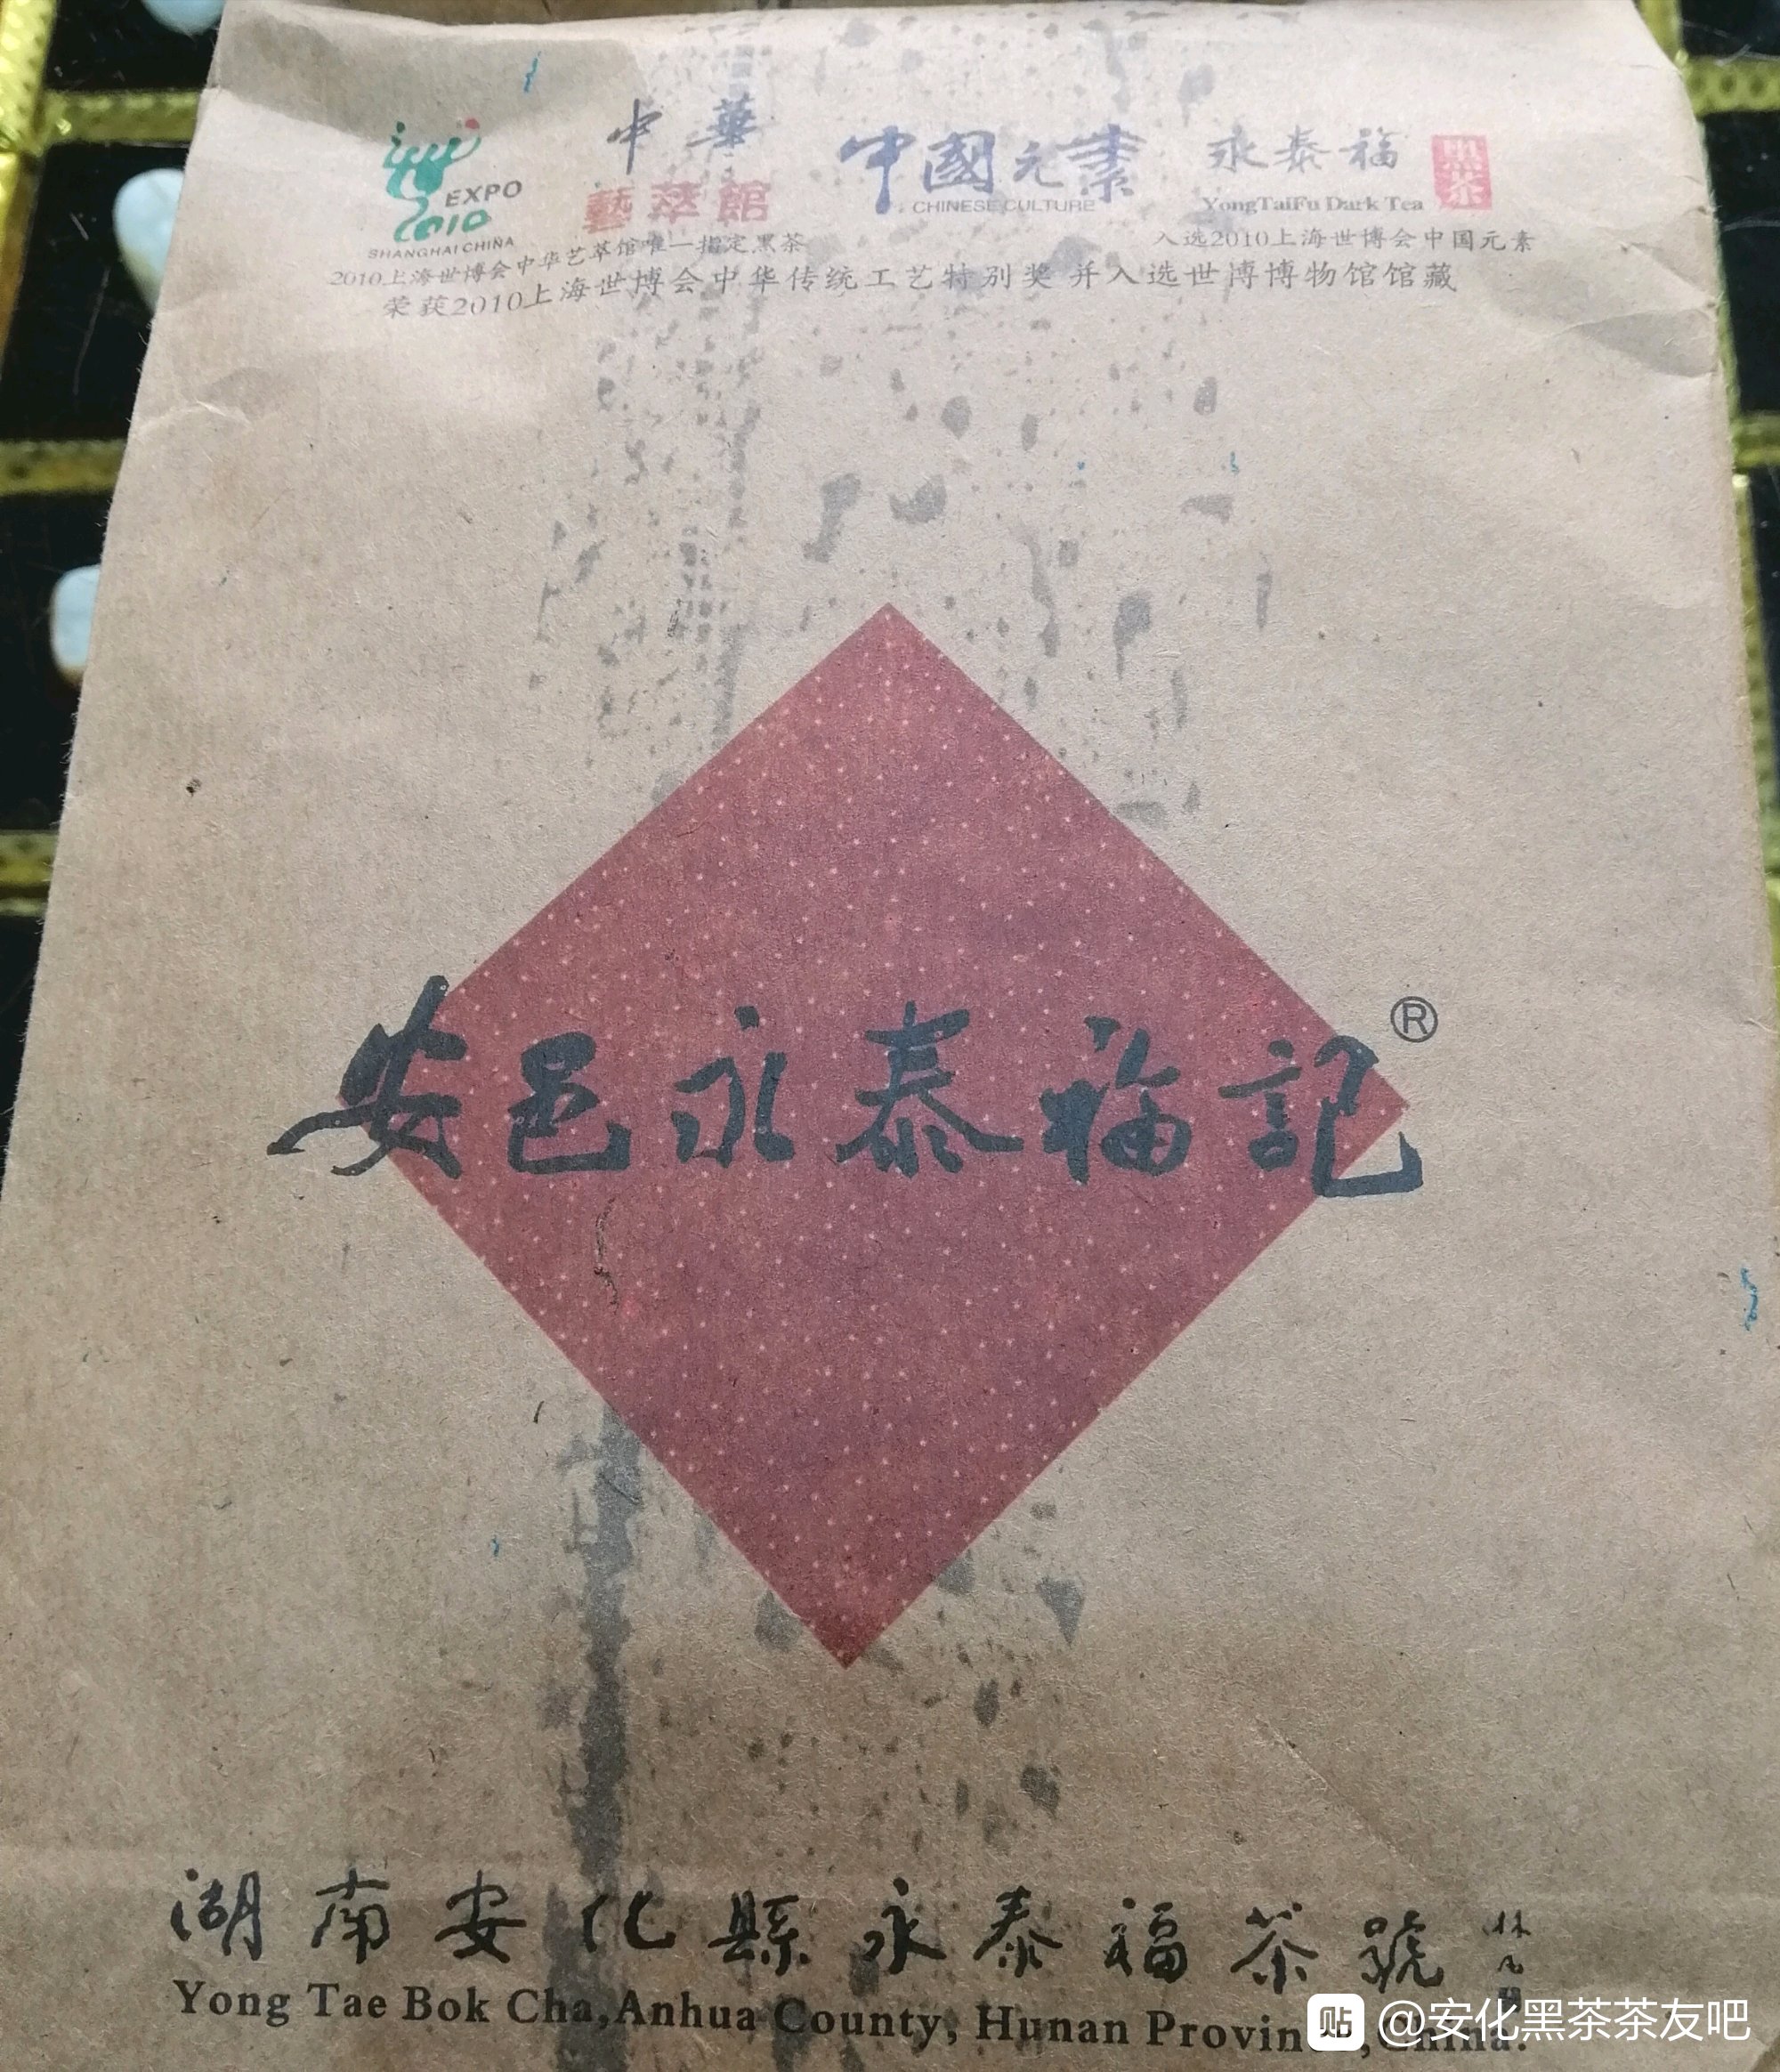 EXPO
2010
SHANGHAI CHINA
中華
藝萃館
中國元素
CHINESE CULTURE
永泰福
YongTaiFu Dark Tea
黑茶
2010上海世博会中华艺萃馆唯一指定黑茶
入选2010上海世博会中国元素
荣获2010上海世博会中华传统工艺特别奖 并入选世博博物馆馆藏
安邑永泰福記®
湖南安化縣永泰福茶號
Yong Tae Bok Cha,Anhua County, Hunan Provin ,China.
贴 @安化黑茶茶友吧